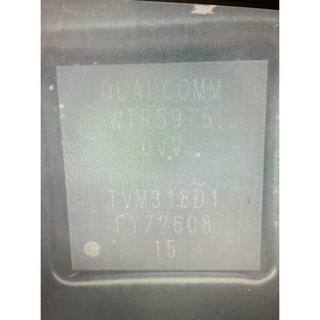 QUALCOMM
WTR5975
0VV
TVM318D1
FY72608
15